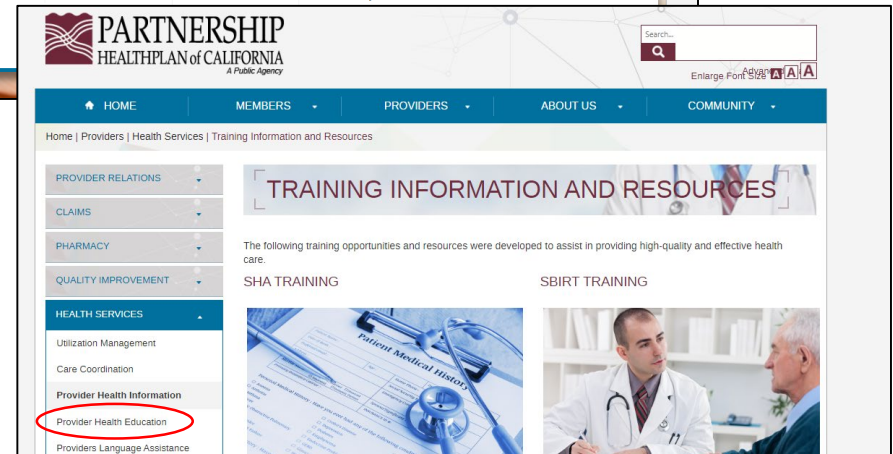 PARTNERSHIP
HEALTHPLAN of CALIFORNIA
A Public Agency
Search...
Enlarge Font Size A A A
HOME MEMBERS PROVIDERS ABOUT US COMMUNITY
Home | Providers | Health Services | Training Information and Resources
PROVIDER RELATIONS
CLAIMS
PHARMACY
QUALITY IMPROVEMENT
HEALTH SERVICES
Utilization Management
Care Coordination
Provider Health Information
Provider Health Education
Providers Language Assistance
TRAINING INFORMATION AND RESOURCES
The following training opportunities and resources were developed to assist in providing high-quality and effective health
care.
SHA TRAINING
SBIRT TRAINING
Patient Medical History